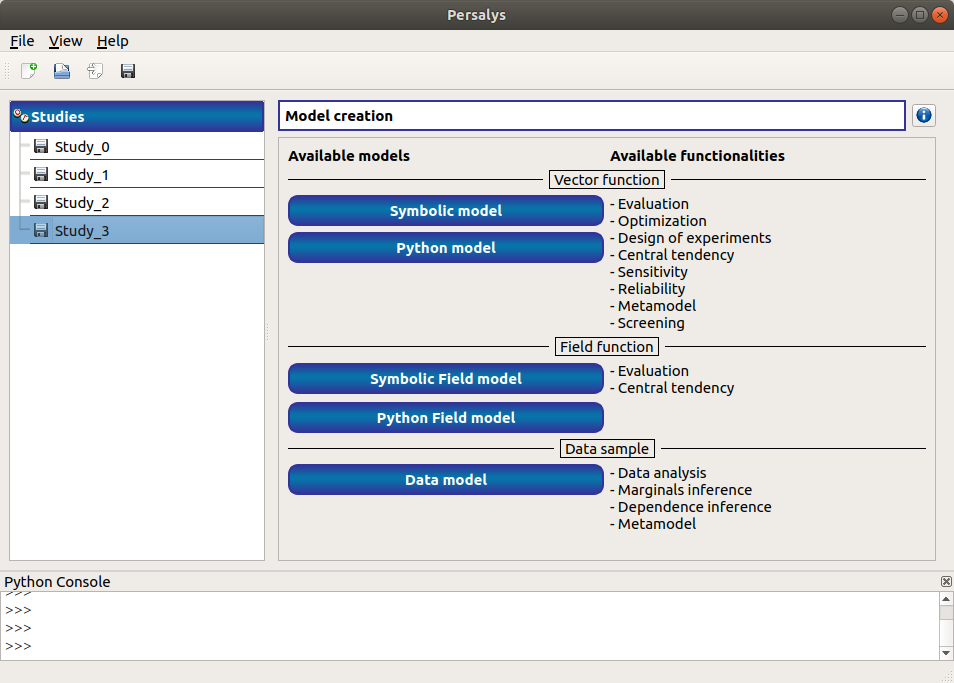 Persalys
File View Help
Studies
Study_0
Study_1
Study_2
Study_3
Model creation
Available models Available functionalities
Vector function
Symbolic model
Python model
- Evaluation
- Optimization
- Design of experiments
- Central tendency
- Sensitivity
- Reliability
- Metamodel
- Screening
Field function
Symbolic Field model
Python Field model
- Evaluation
- Central tendency
Data sample
Data model
- Data analysis
- Marginals inference
- Dependence inference
- Metamodel
Python Console
>>>
>>>
>>>
>>>